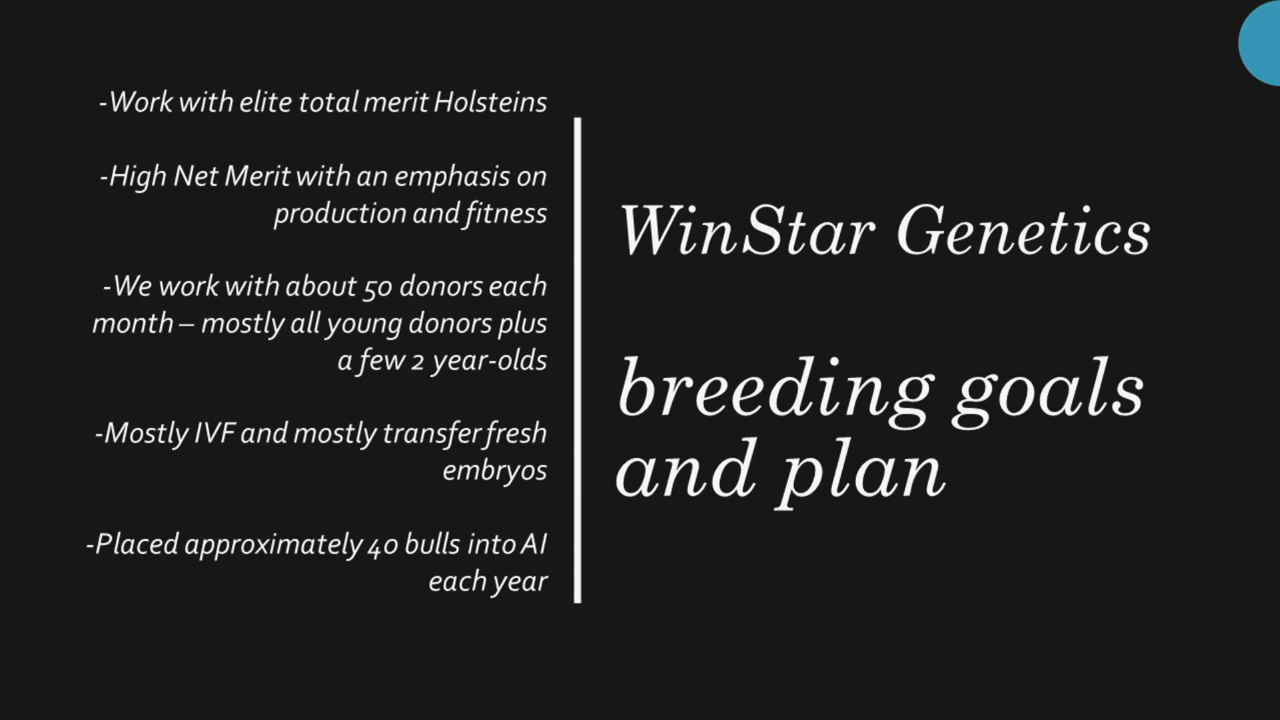 -Work with elite total merit Holsteins
-High Net Merit with an emphasis on
production and fitness
-We work with about 50 donors each
month – mostly all young donors plus
a few 2 year-olds
-Mostly IVF and mostly transfer fresh
embryos
-Placed approximately 40 bulls into AI
each year
WinStar Genetics
breeding goals
and plan